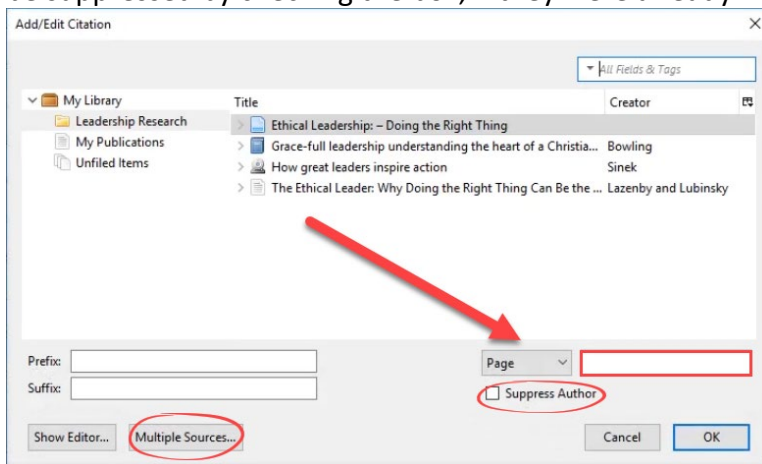 Add/Edit Citation
All Fields & Tags
My Library
Title
Creator
Leadership Research
Ethical Leadership: – Doing the Right Thing
My Publications
Grace-full leadership understanding the heart of a Christia...
Bowling
Unfiled Items
How great leaders inspire action
Sinek
The Ethical Leader: Why Doing the Right Thing Can Be the ...
Lazenby and Lubinsky
Prefix:
Page
Suffix:
Suppress Author
Show Editor...
Multiple Sources...
Cancel
OK